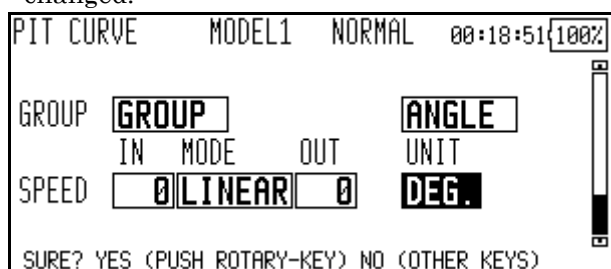 changed.
PIT CURVE MODEL1 NORMAL 00:18:51 100%
GROUP GROUP ANGLE
IN MODE OUT UNIT
SPEED 0 LINEAR 0 DEG.
SURE? YES (PUSH ROTARY-KEY) NO (OTHER KEYS)